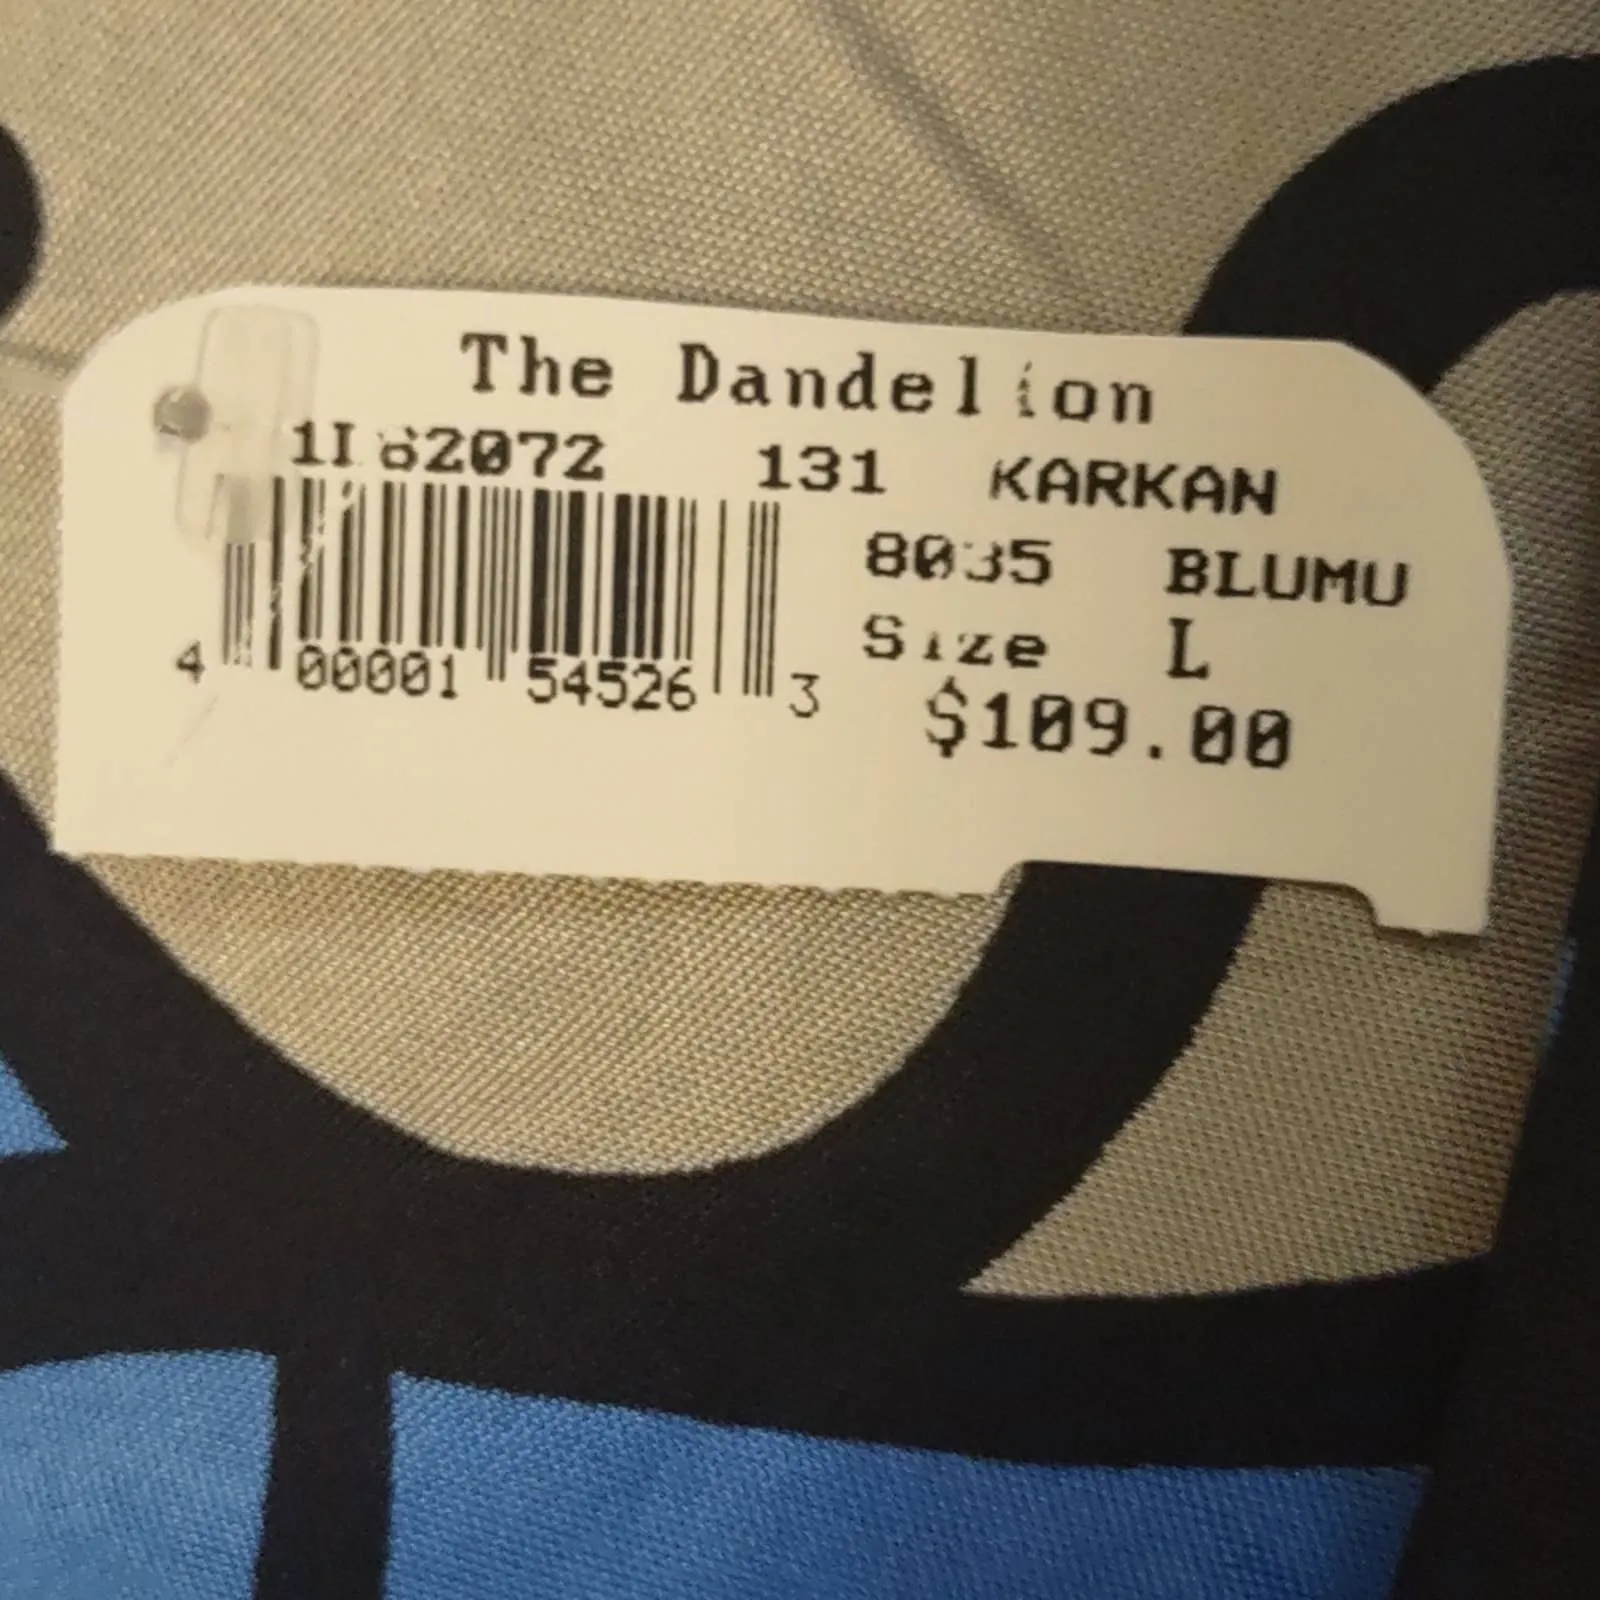 The Dandelion
131 KARKAN
8035 BLUMU
Size L
$109.00
4 00001 54526 3